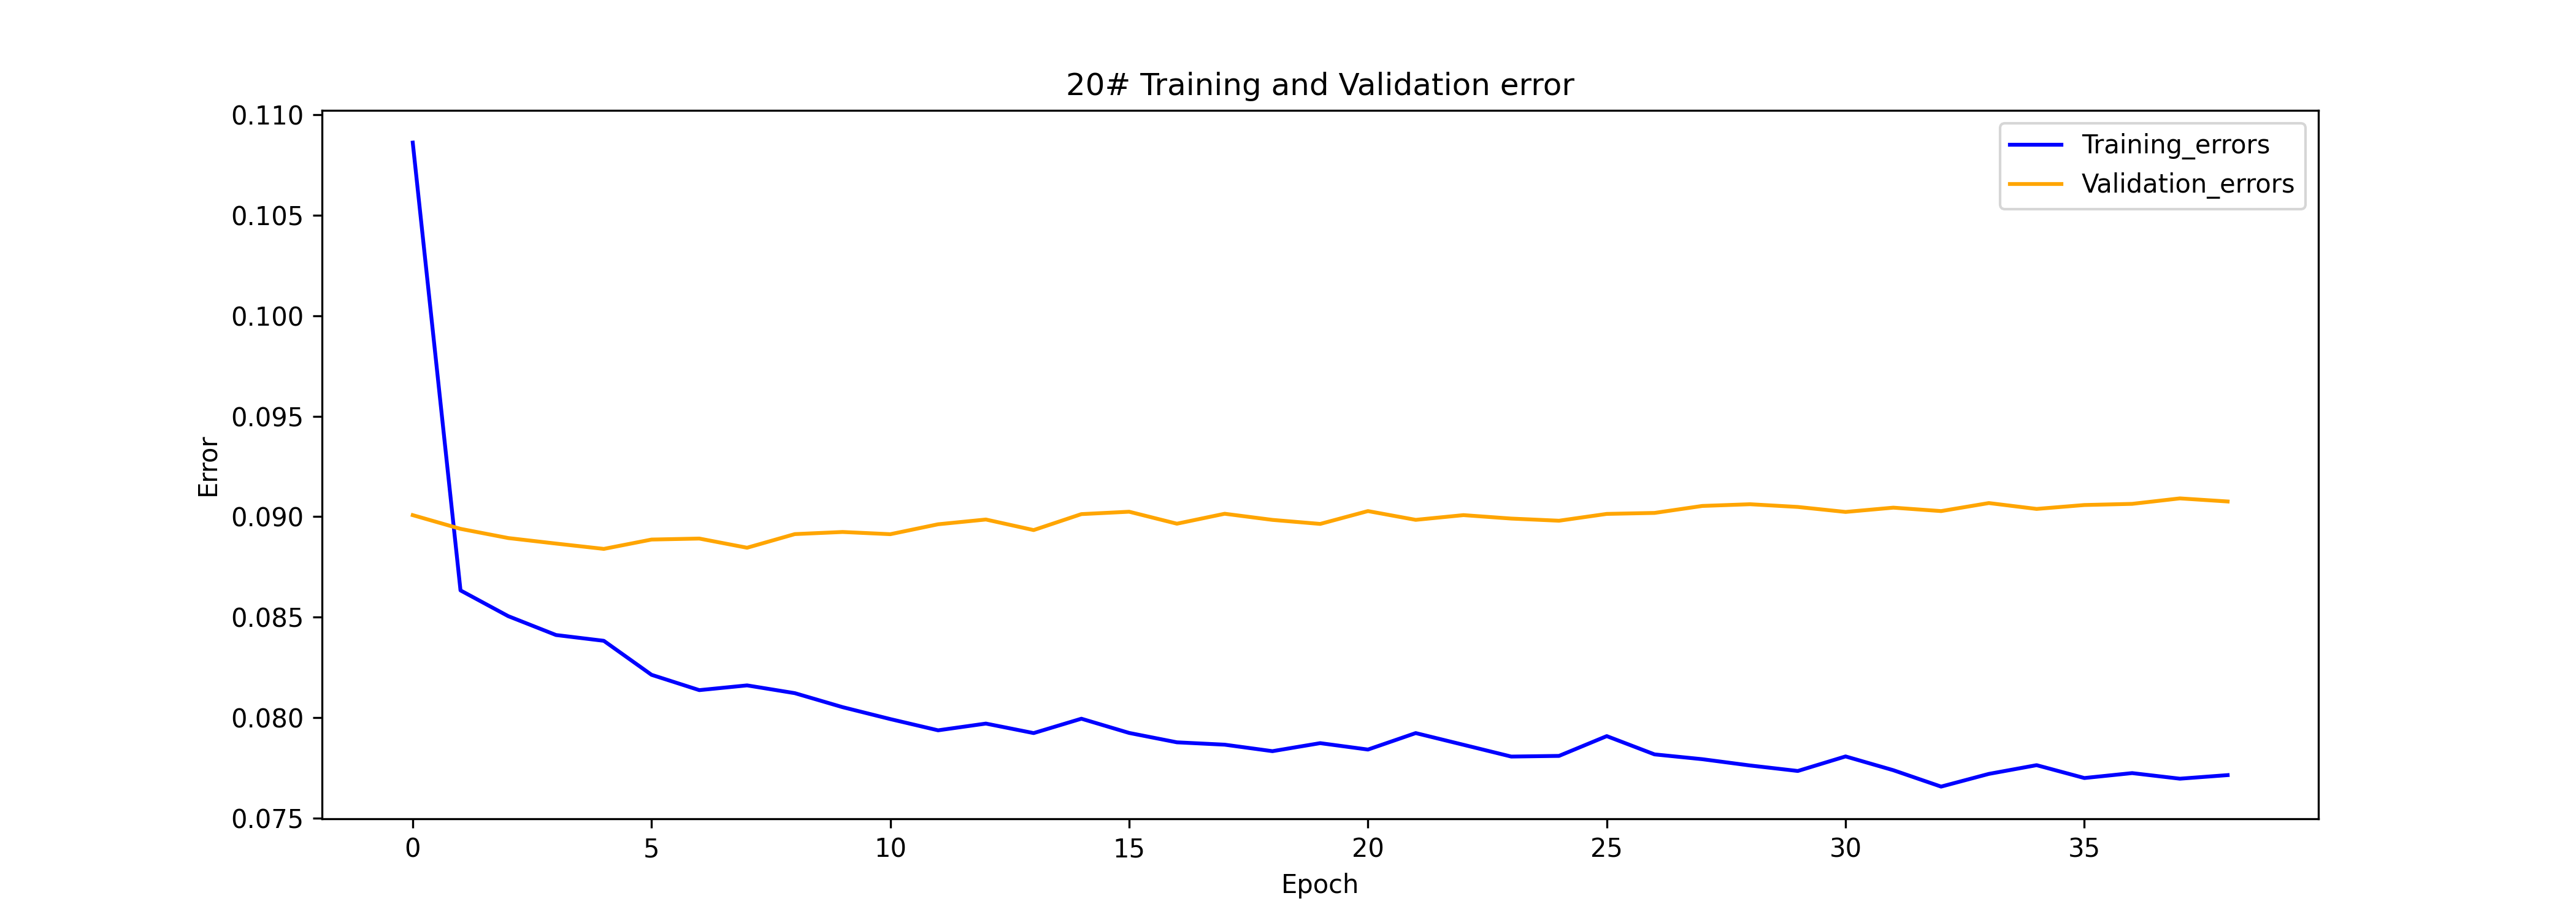 20# Training and Validation error
0.110
0.105
0.100
0.095
0.090
0.085
0.080
0.075
Error
Training_errors
Validation_errors
0 5 10 15 20 25 30 35
Epoch